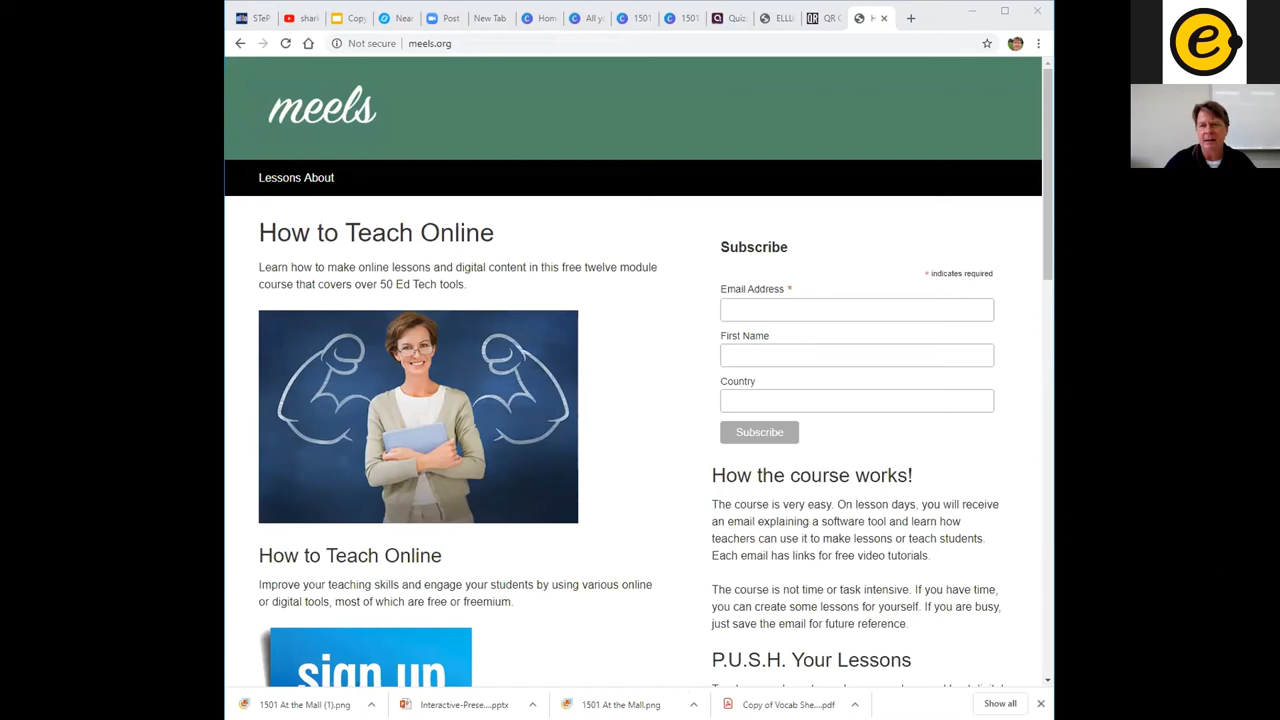 STeP
shark
Copy
Near
Post
New Tab
Hom
All y
1501
1501
Quiz
ELLL
QR C
H
Not secure
meels.org
e
meels
Lessons About
How to Teach Online
Learn how to make online lessons and digital content in this free twelve module
course that covers over 50 Ed Tech tools.
Subscribe
* indicates required
Email Address *
First Name
Country
Subscribe
How to Teach Online
Improve your teaching skills and engage your students by using various online
or digital tools, most of which are free or freemium.
sign up
How the course works!
The course is very easy. On lesson days, you will receive
an email explaining a software tool and learn how
teachers can use it to make lessons or teach students.
Each email has links for free video tutorials.
The course is not time or task intensive. If you have time,
you can create some lessons for yourself. If you are busy,
just save the email for future reference.
P.U.S.H. Your Lessons
1501 At the Mall (1).png
Interactive-Prese....pptx
1501 At the Mall.png
Copy of Vocab She....pdf
Show all